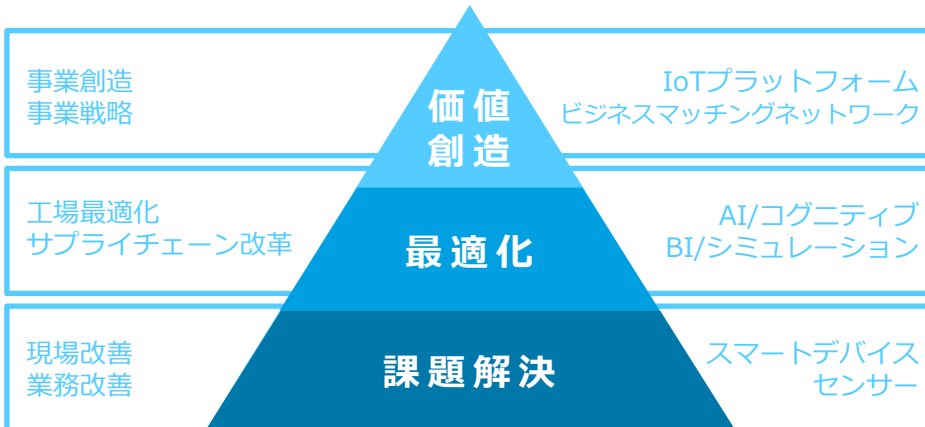 事業創造
事業戦略
価値
創造
IoTプラットフォーム
ビジネスマッチングネットワーク
工場最適化
サプライチェーン改革
最適化
AI/コグニティブ
BI/シミュレーション
現場改善
業務改善
課題解決
スマートデバイス
センサー